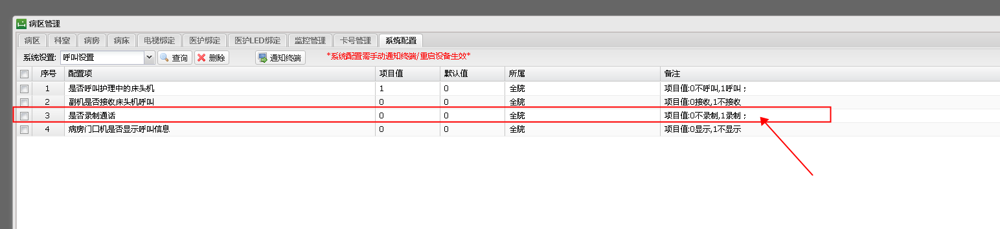 病区管理
病区 科室 病房 病床 电视绑定 医护绑定 医护LED绑定 监控管理 卡号管理 系统配置
系统设置: 呼叫设置 查询 删除 通知终端 *系统配置需手动通知终端/重启设备生效*
序号 配置项 项目值 默认值 所属 备注
1 是否呼叫护理中的床头机 1 0 全院 项目值:0不呼叫,1呼叫；
2 副机是否接收床头机呼叫 0 0 全院 项目值:0接收,1不接收
3 是否录制通话 0 0 全院 项目值:0不录制,1录制；
4 病房门口机是否显示呼叫信息 0 0 全院 项目值:0显示,1不显示